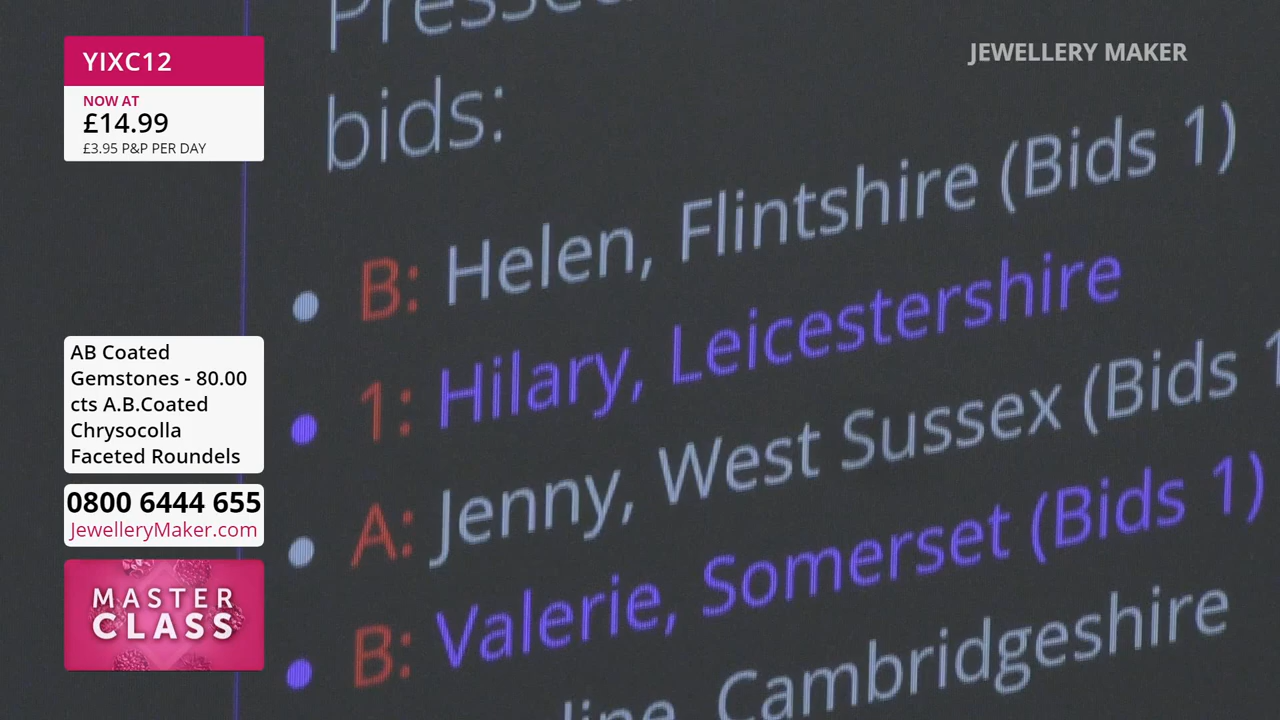 YIXC12
NOW AT
£14.99
£3.95 P&P PER DAY
JEWELLERY MAKER
bids:
B: Helen, Flintshire (Bids 1)
1: Hilary, Leicestershire
A: Jenny, West Sussex (Bids 1
B: Valerie, Somerset (Bids 1)
Cambridgeshire
AB Coated
Gemstones - 80.00
cts A.B.Coated
Chrysocolla
Faceted Roundels
0800 6444 655
JewelleryMaker.com
MASTER
CLASS